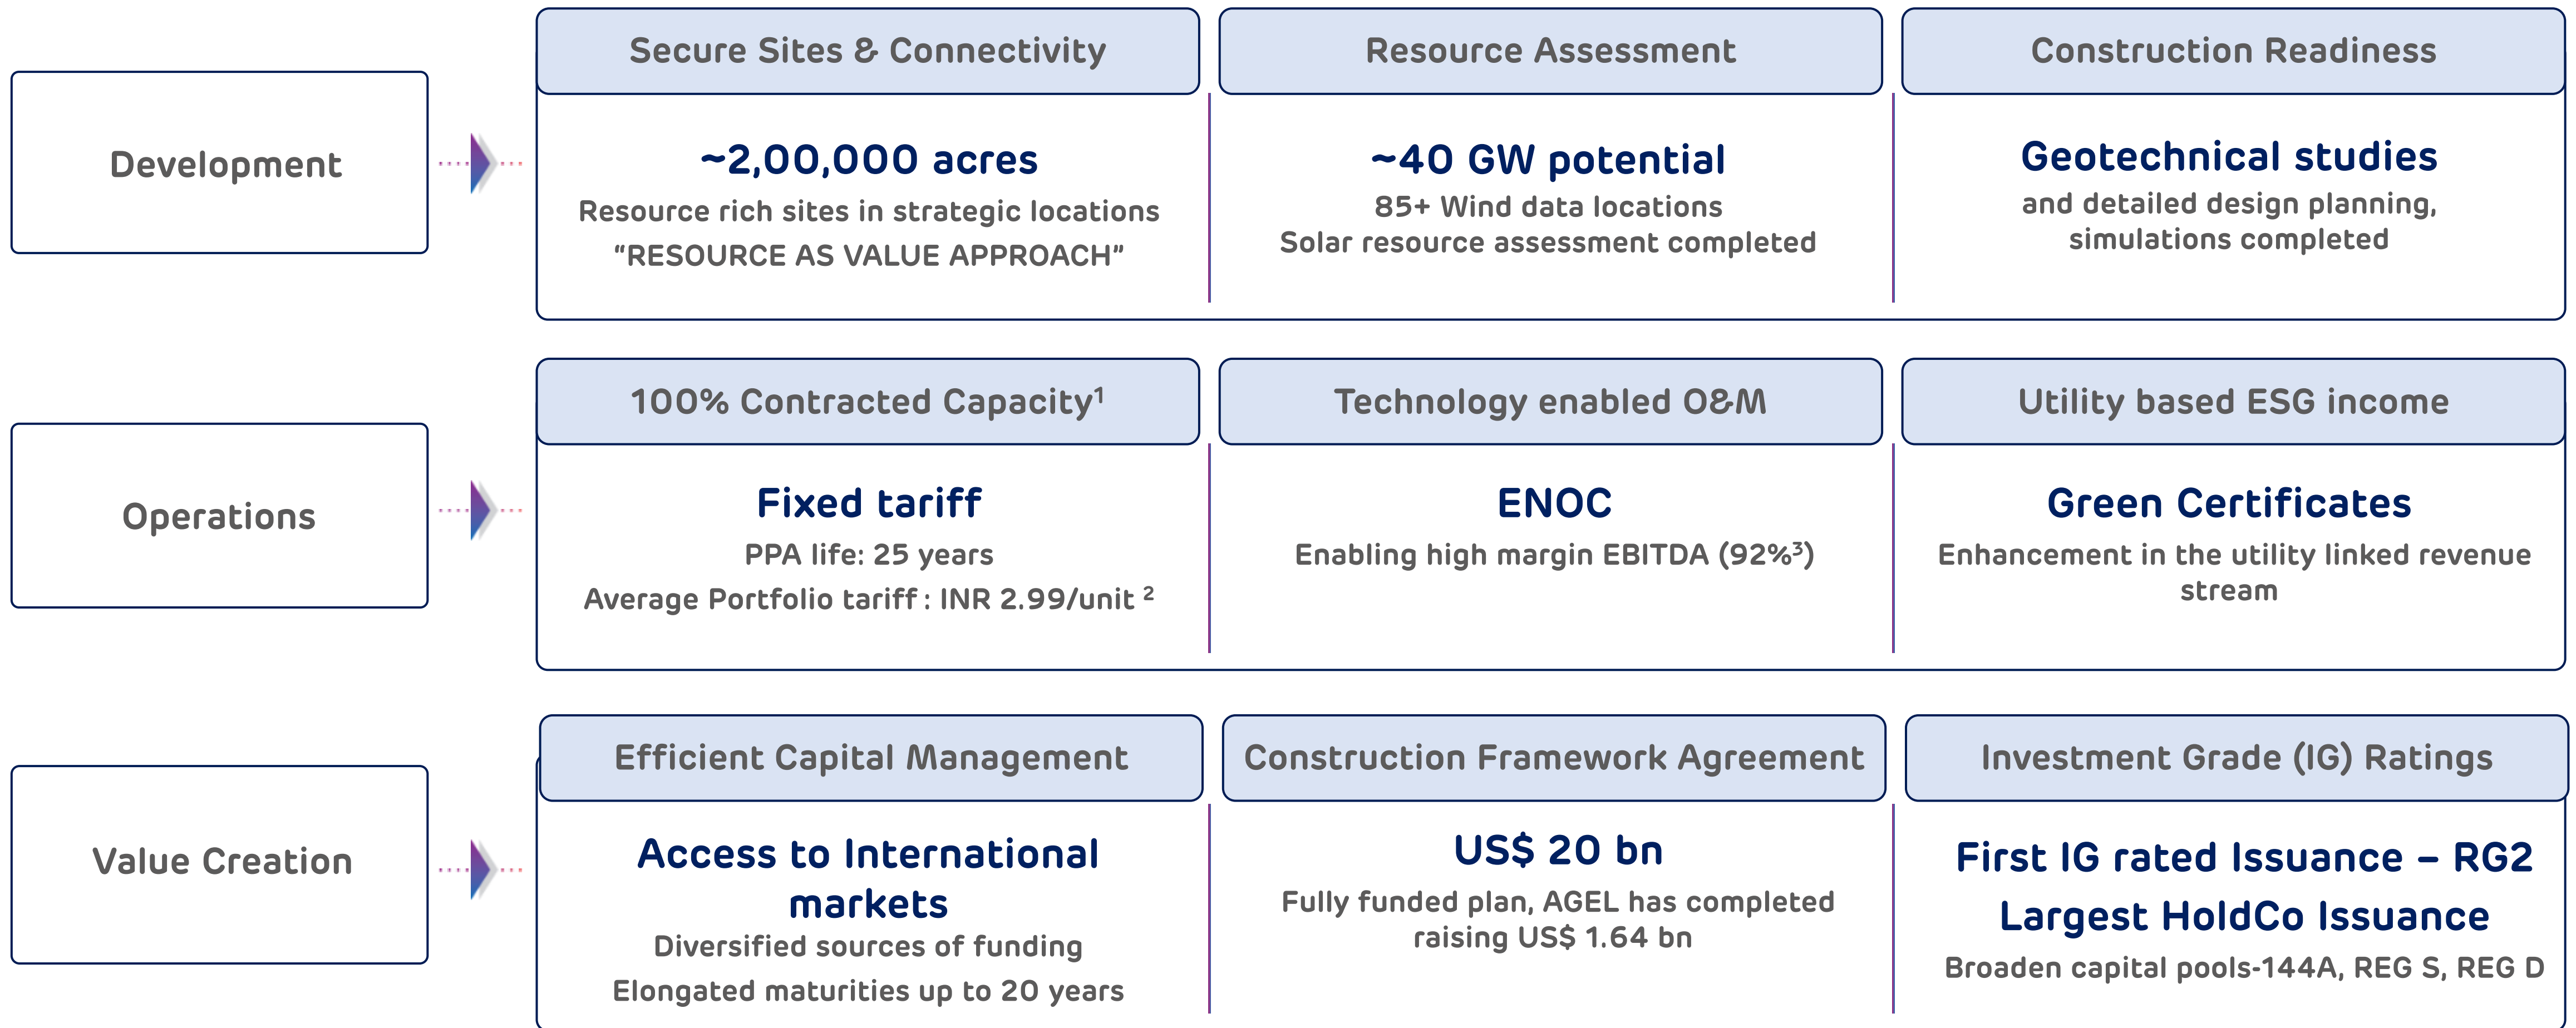 Development
Secure Sites & Connectivity
~2,00,000 acres
Resource rich sites in strategic locations
“RESOURCE AS VALUE APPROACH”
Resource Assessment
~40 GW potential
85+ Wind data locations
Solar resource assessment completed
Construction Readiness
Geotechnical studies
and detailed design planning,
simulations completed
Operations
100% Contracted Capacity¹
Fixed tariff
PPA life: 25 years
Average Portfolio tariff : INR 2.99/unit ²
Technology enabled O&M
ENOC
Enabling high margin EBITDA (92%³)
Utility based ESG income
Green Certificates
Enhancement in the utility linked revenue
stream
Value Creation
Efficient Capital Management
Access to International
markets
Diversified sources of funding
Elongated maturities up to 20 years
Construction Framework Agreement
US$ 20 bn
Fully funded plan, AGEL has completed
raising US$ 1.64 bn
Investment Grade (IG) Ratings
First IG rated Issuance – RG2
Largest HoldCo Issuance
Broaden capital pools-144A, REG S, REG D